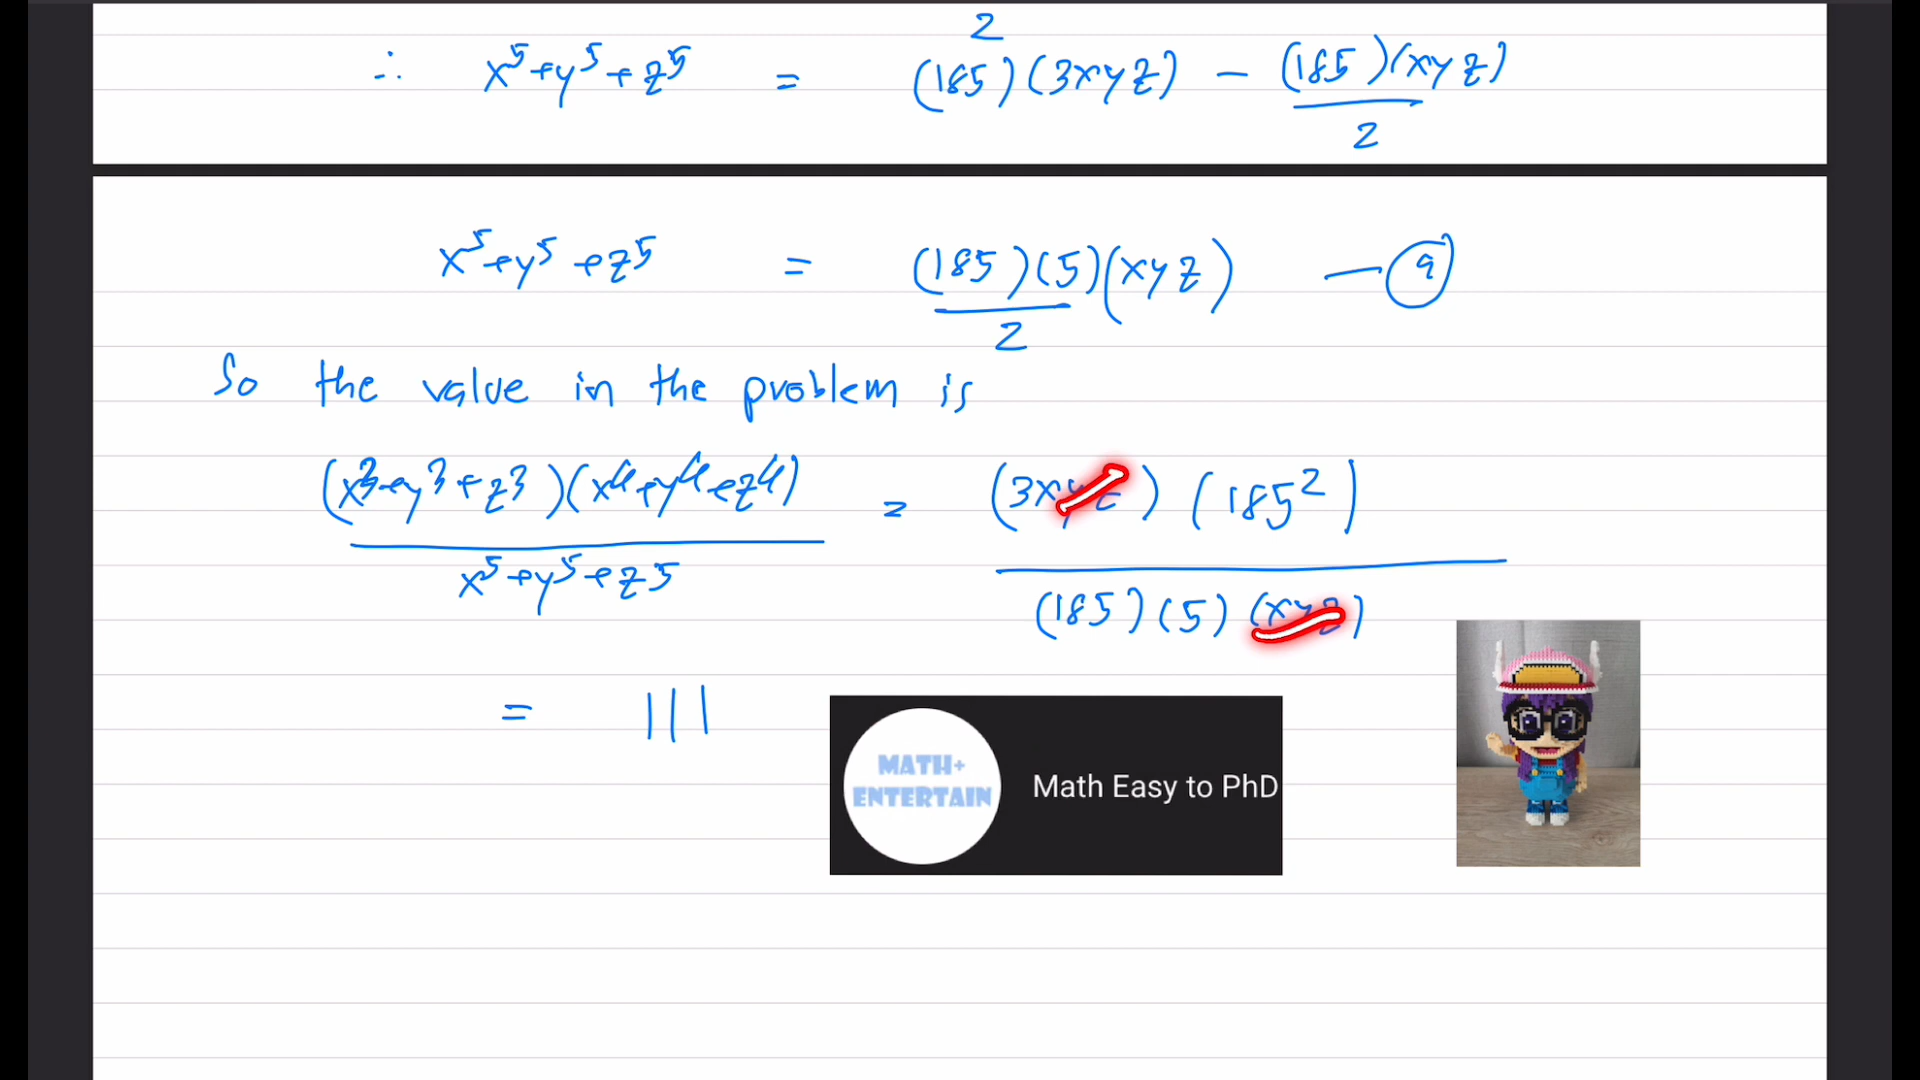 2
∴ x⁵+y⁵+z⁵ = (185)(3xyz) − (185)(xyz)
2
x⁵+y⁵+z⁵ = (185)(5)(xyz) — ⑨
2
So the value in the problem is
(x³+y³+z³)(x⁴+y⁴+z⁴) = (3xyz)(185²)
x⁵+y⁵+z⁵ (185)(5)(xyz)
= 111
MATH+
ENTERTAIN
Math Easy to PhD